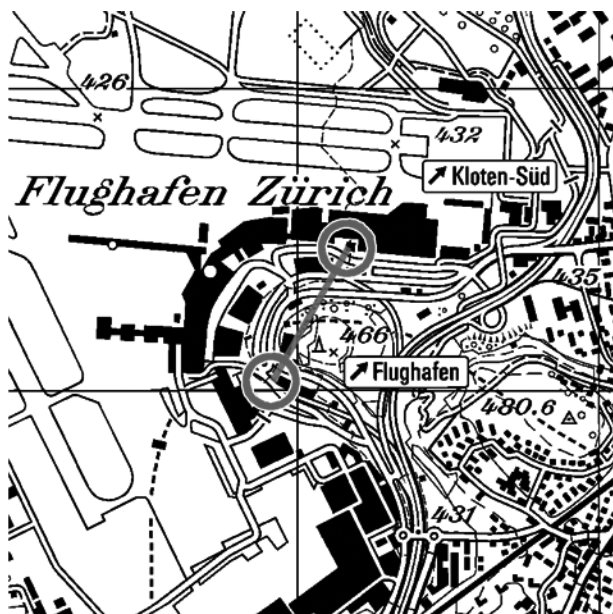 426
432
↗ Kloten-Süd
Flughafen Zürich
435
466
↗ Flughafen
480.6
431